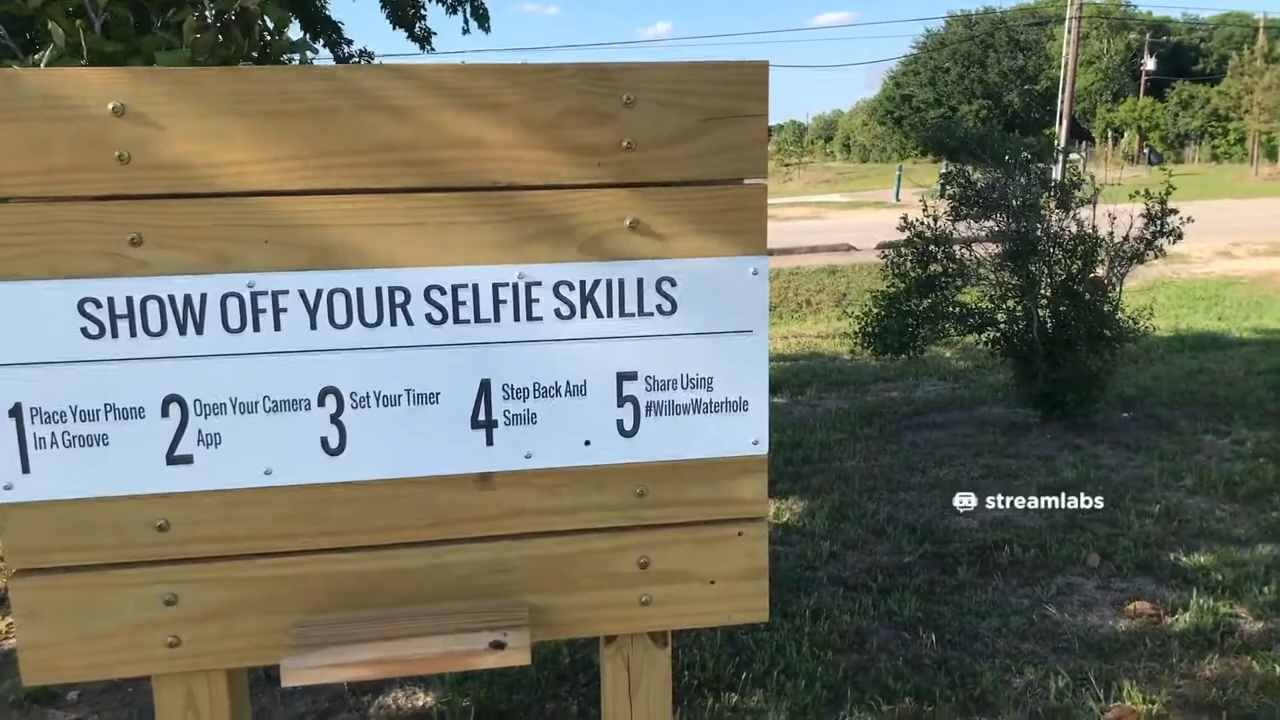 SHOW OFF YOUR SELFIE SKILLS
1 Place Your Phone
In A Groove
2 Open Your Camera
App
3 Set Your Timer
4 Step Back And
Smile
5 Share Using
#WillowWaterhole
streamlabs